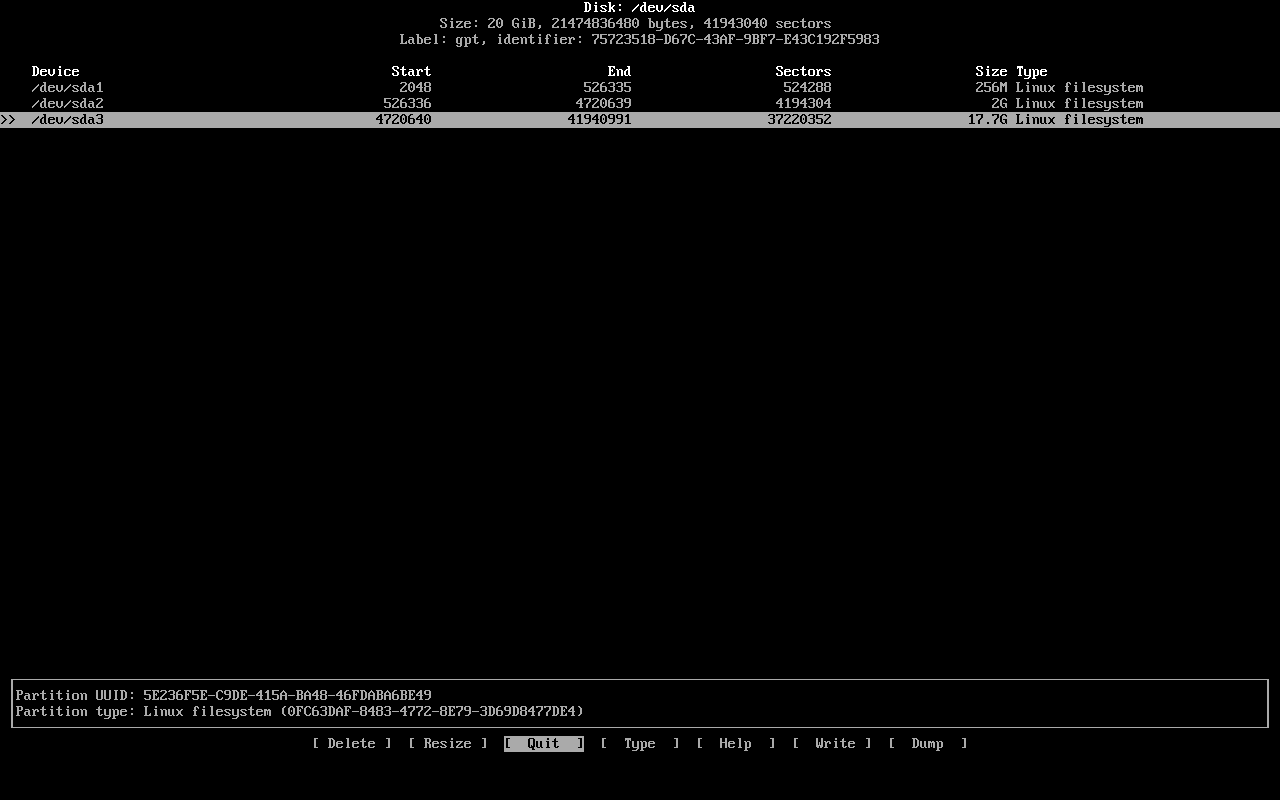 Disk: /dev/sda
Size: 20 GiB, 21474836480 bytes, 41943040 sectors
Label: gpt, identifier: 75723518-D67C-43AF-9BF7-E43C192F5983
Device Start End Sectors Size Type
/dev/sda1 2048 526335 524288 256M Linux filesystem
/dev/sda2 526336 4720639 4194304 2G Linux filesystem
>> /dev/sda3 4720640 41940991 37220352 17.7G Linux filesystem
Partition UUID: 5E236F5E-C9DE-415A-BA48-46FDABA6BE49
Partition type: Linux filesystem (0FC63DAF-8483-4772-8E79-3D69D8477DE4)
[ Delete ] [ Resize ] [ Quit ] [ Type ] [ Help ] [ Write ] [ Dump ]